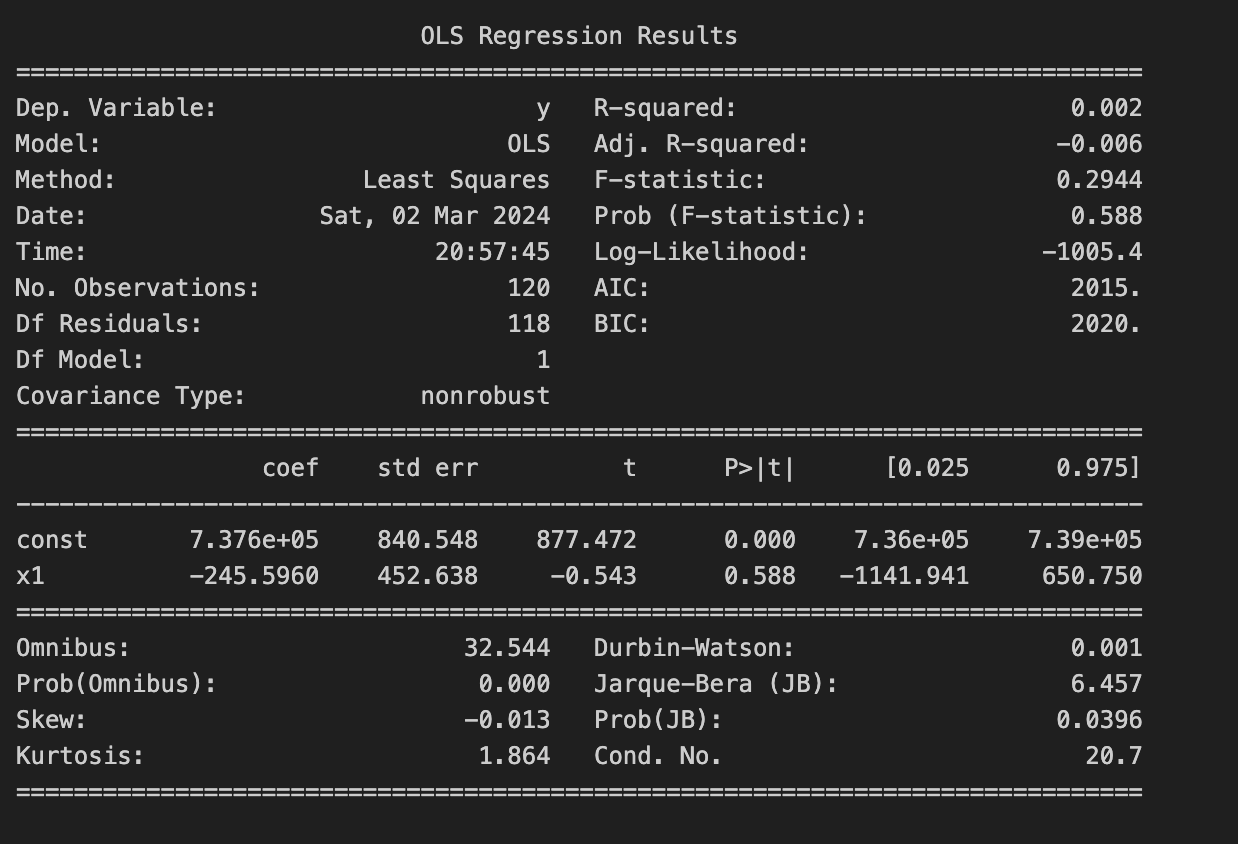 OLS Regression Results
==============================================================================
Dep. Variable:                      y   R-squared:                       0.002
Model:                            OLS   Adj. R-squared:                 -0.006
Method:                 Least Squares   F-statistic:                    0.2944
Date:                Sat, 02 Mar 2024   Prob (F-statistic):              0.588
Time:                        20:57:45   Log-Likelihood:                -1005.4
No. Observations:                 120   AIC:                             2015.
Df Residuals:                     118   BIC:                             2020.
Df Model:                           1
Covariance Type:            nonrobust
==============================================================================
                 coef    std err          t      P>|t|      [0.025      0.975]
------------------------------------------------------------------------------
const       7.376e+05    840.548    877.472      0.000    7.36e+05    7.39e+05
x1          -245.5960    452.638     -0.543      0.588   -1141.941     650.750
==============================================================================
Omnibus:                       32.544   Durbin-Watson:                   0.001
Prob(Omnibus):                  0.000   Jarque-Bera (JB):                6.457
Skew:                          -0.013   Prob(JB):                       0.0396
Kurtosis:                       1.864   Cond. No.                         20.7
==============================================================================